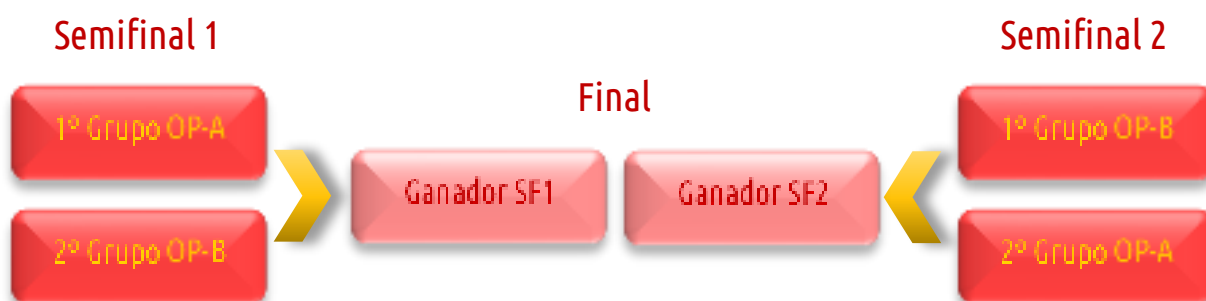 Semifinal 1
1º Grupo OP-A
2º Grupo OP-B
Final
Ganador SF1
Ganador SF2
Semifinal 2
1º Grupo OP-B
2º Grupo OP-A